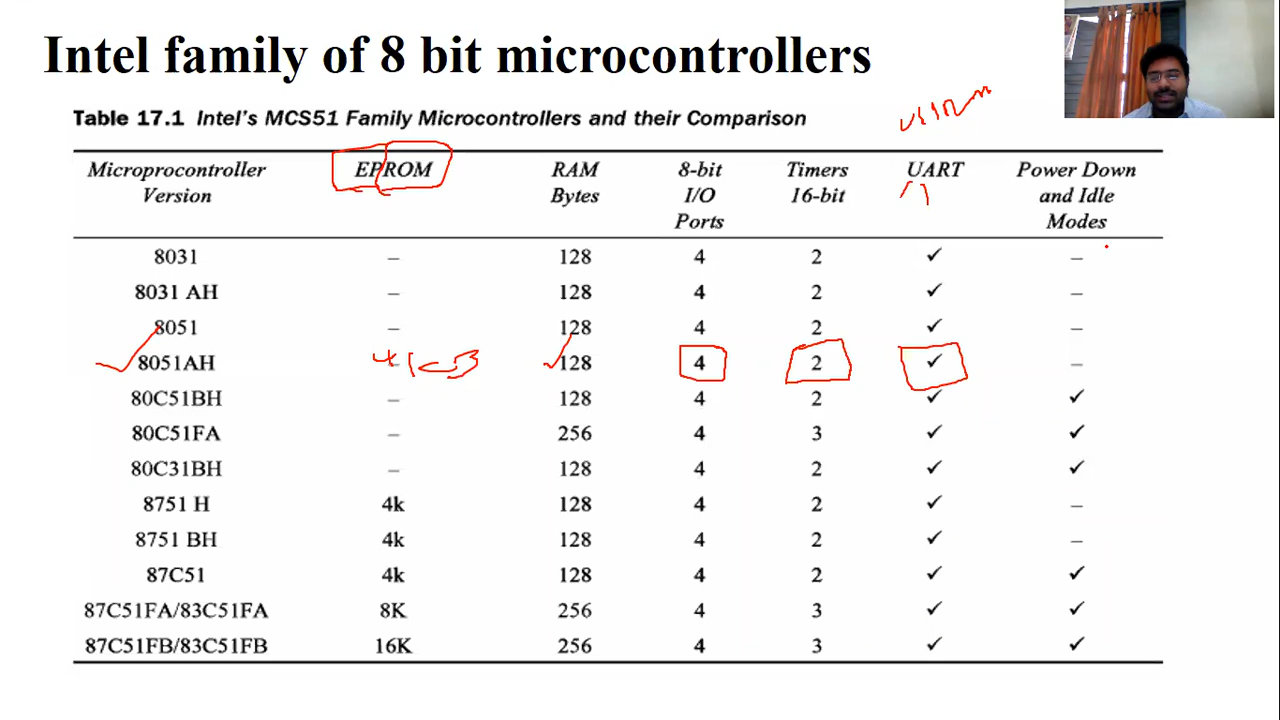 Intel family of 8 bit microcontrollers
Table 17.1 Intel's MCS51 Family Microcontrollers and their Comparison
Microprocontroller Version EPROM RAM Bytes 8-bit I/O Ports Timers 16-bit UART Power Down and Idle Modes
8031 – 128 4 2 ✓ –
8031 AH – 128 4 2 ✓ –
8051 – 128 4 2 ✓ –
8051AH – 4KB 128 4 2 ✓ –
80C51BH – 128 4 2 ✓ ✓
80C51FA – 256 4 3 ✓ ✓
80C31BH – 128 4 2 ✓ ✓
8751 H 4k 128 4 2 ✓ –
8751 BH 4k 128 4 2 ✓ –
87C51 4k 128 4 2 ✓ ✓
87C51FA/83C51FA 8K 256 4 3 ✓ ✓
87C51FB/83C51FB 16K 256 4 3 ✓ ✓